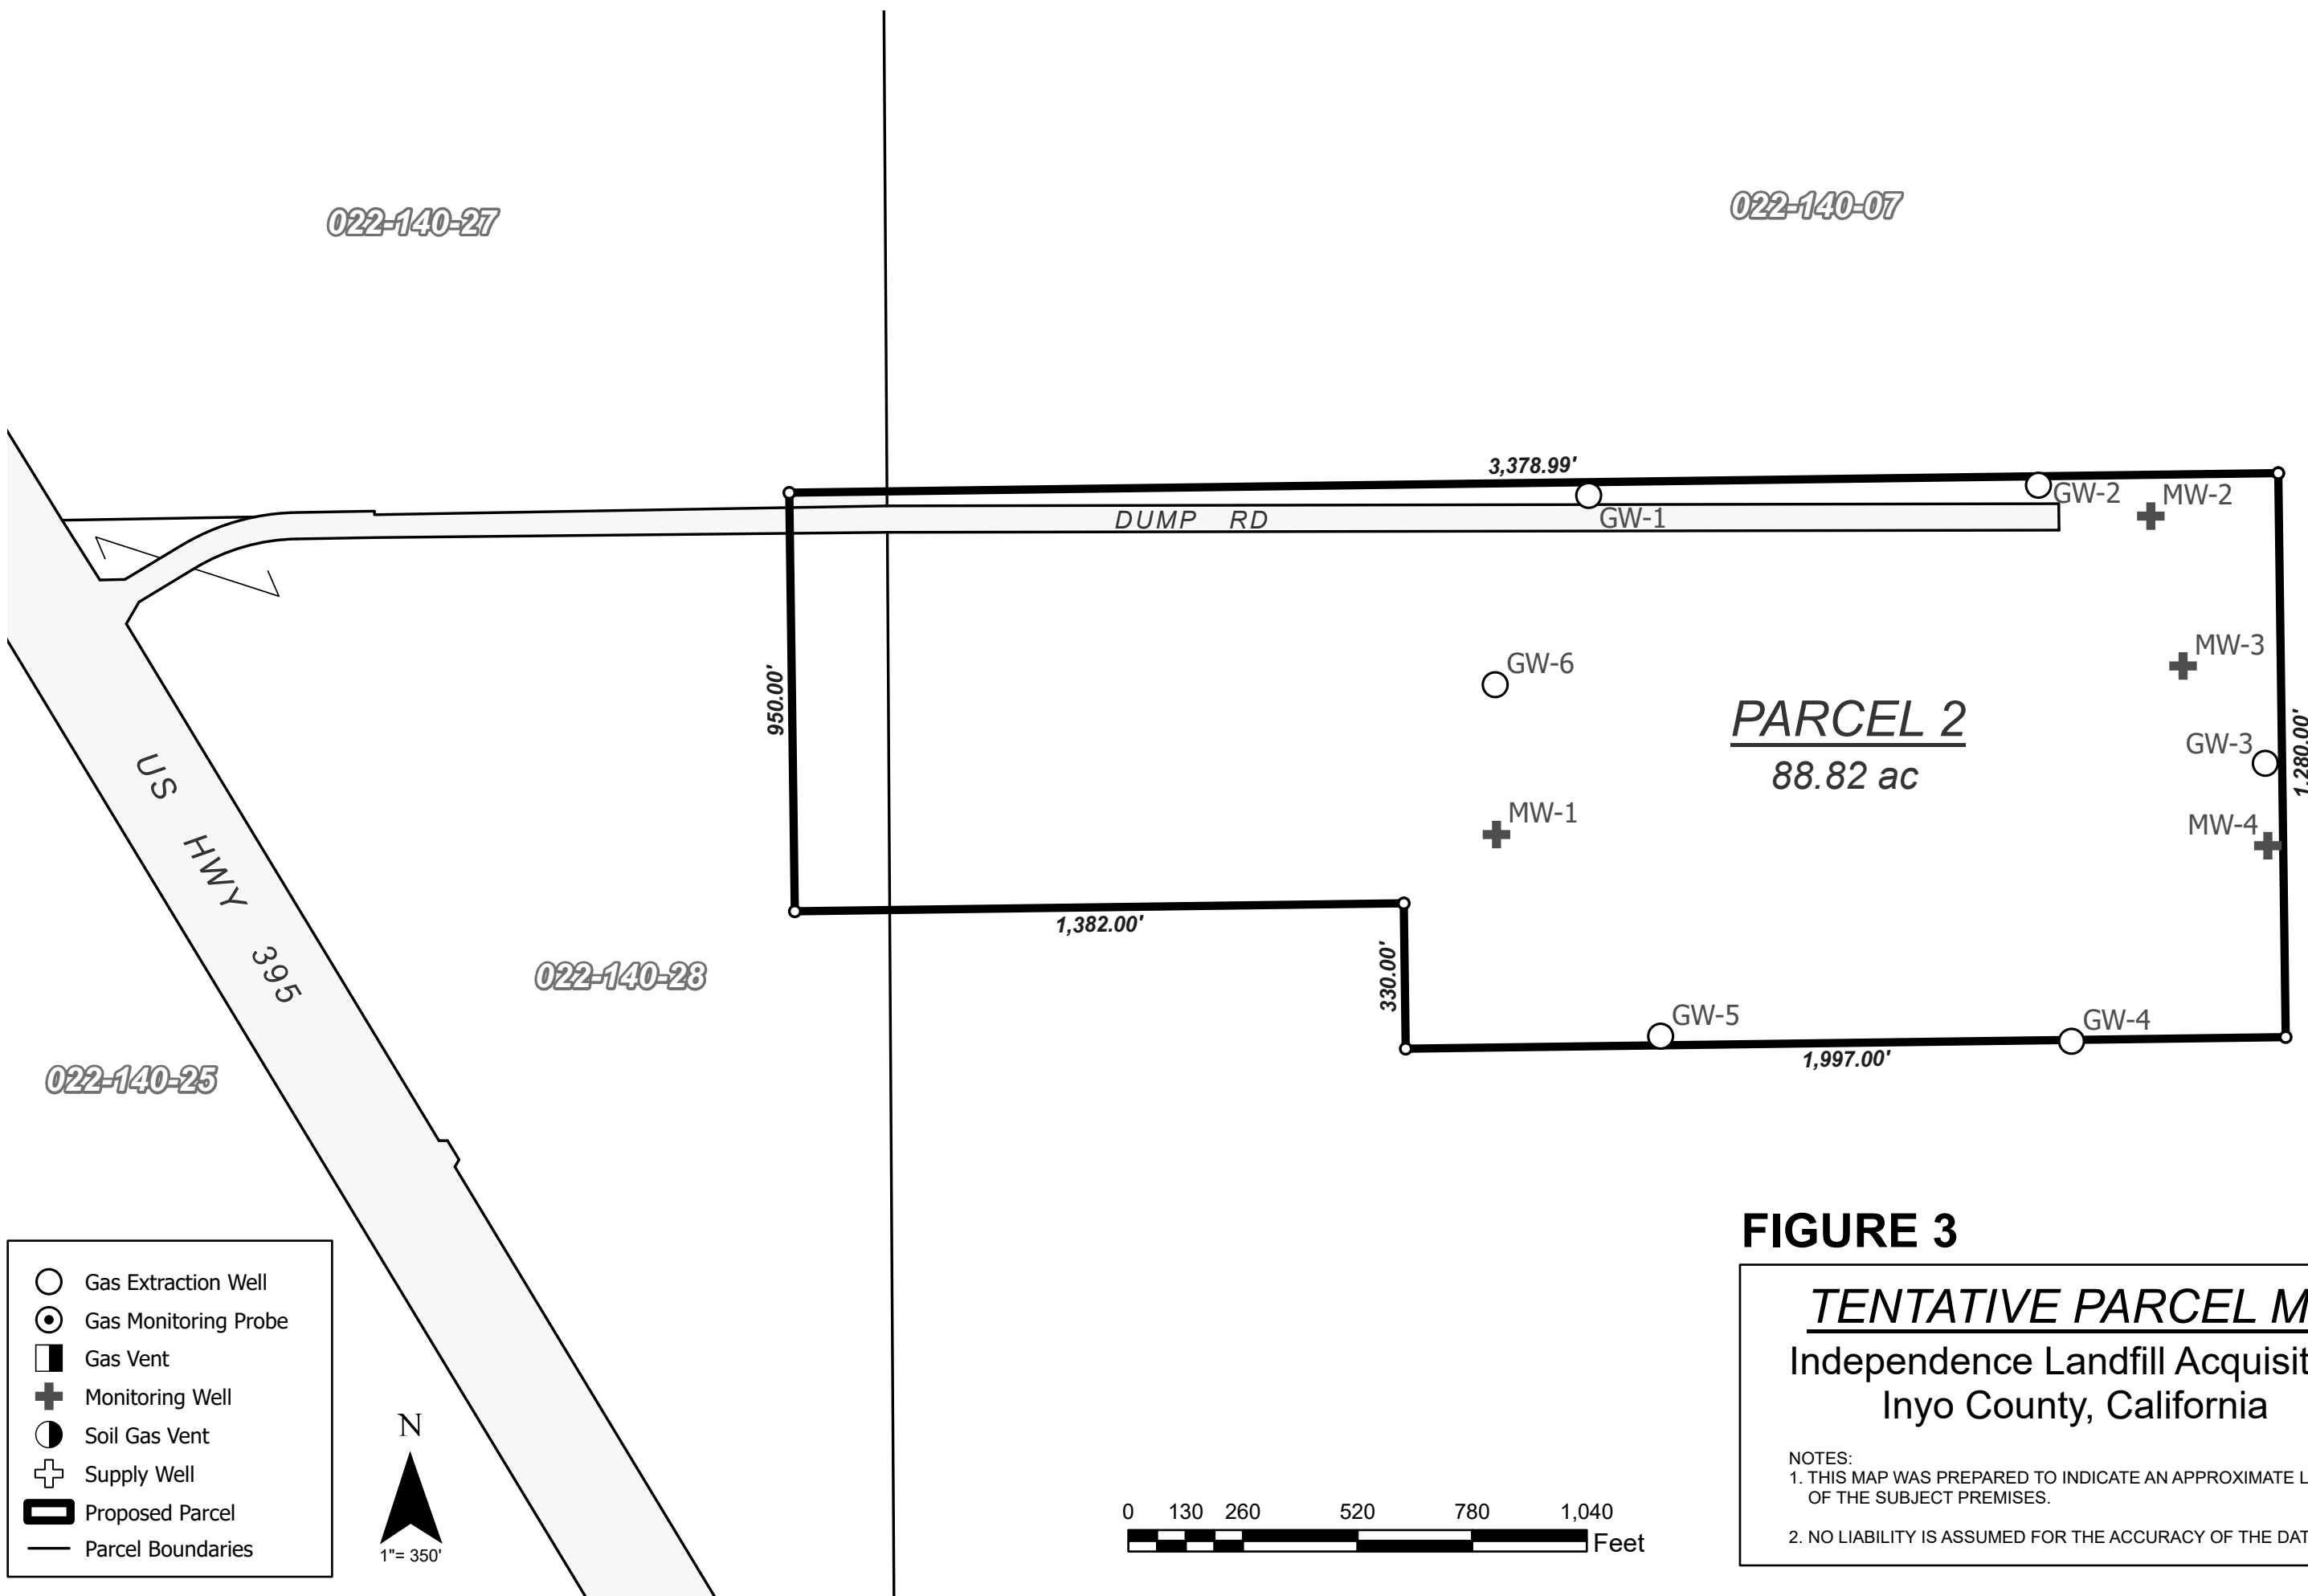 022-140-27
022-140-07
3,378.99'
GW-2
MW-2
DUMP RD
GW-1
MW-3
GW-6
950.00'
PARCEL 2
88.82 ac
GW-3
1,280.00'
US HWY 395
MW-1
MW-4
1,382.00'
330.00'
022-140-28
GW-5
GW-4
1,997.00'
022-140-25
FIGURE 3
Gas Extraction Well
Gas Monitoring Probe
Gas Vent
Monitoring Well
Soil Gas Vent
Supply Well
Proposed Parcel
Parcel Boundaries
N
1"= 350'
0 130 260 520 780 1,040
Feet
TENTATIVE PARCEL M
Independence Landfill Acquisit
Inyo County, California
NOTES:
1. THIS MAP WAS PREPARED TO INDICATE AN APPROXIMATE L
OF THE SUBJECT PREMISES.
2. NO LIABILITY IS ASSUMED FOR THE ACCURACY OF THE DAT